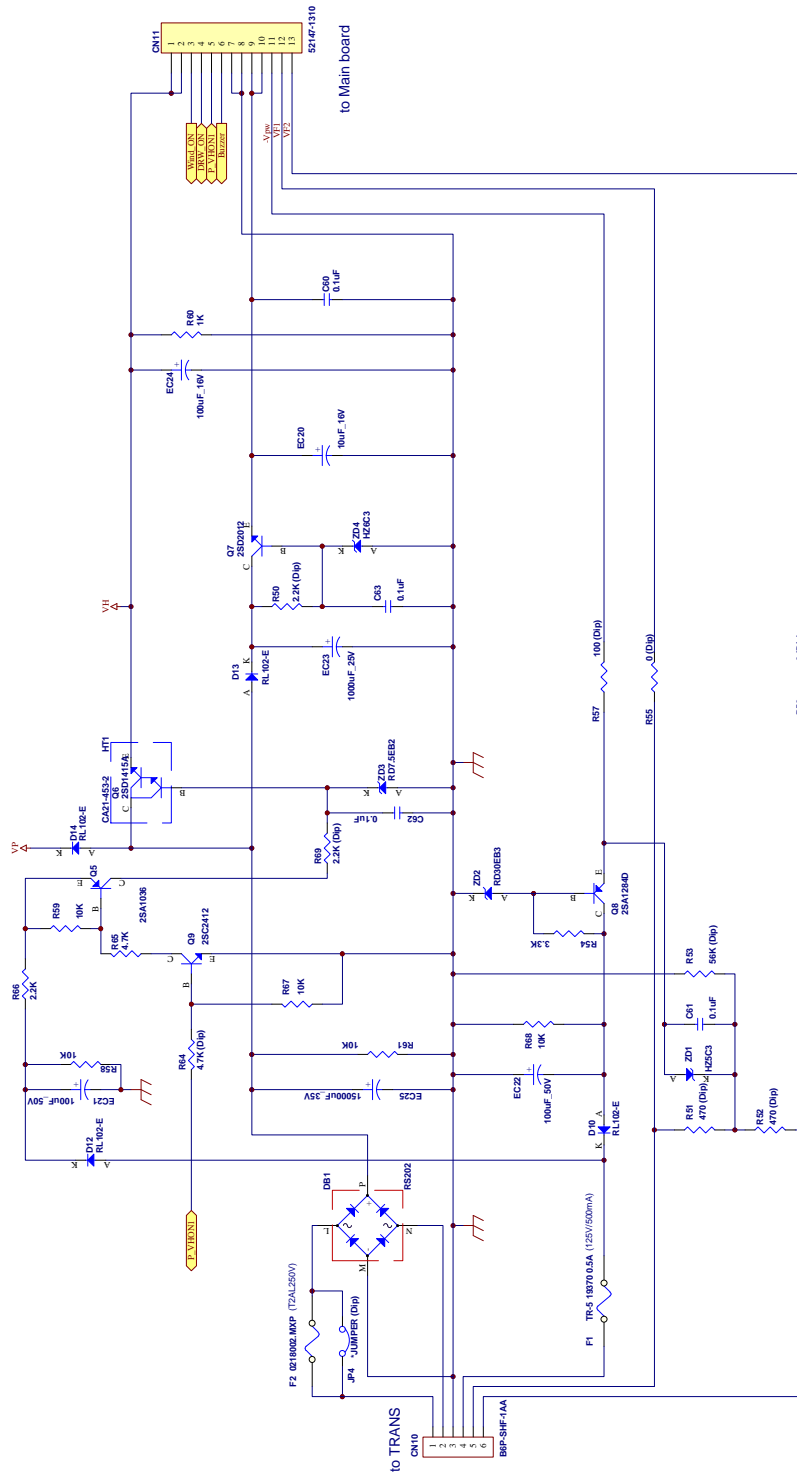 CN11
1
2
3
4
5
6
7
8
9
10
11
12
13
52147-1310
to Main board
Wind_ON
DRW_ON
P_VHON1
Buzzer
-Vpw
VF1
VF2
C60
0.1uF
R60
1K
EC24
100uF_16V
EC20
10uF_16V
Q7
2SD2012
E
B
C
ZD4
HZ6C3
K
A
R50
2.2K (Dip)
C63
0.1uF
VH
D13
RL102-E
A
K
EC23
1000uF_25V
100 (Dip)
R57
0 (Dip)
R55
HT1
CA21-453-2
Q6
2SD1415A
E
C
B
ZD3
RD7.5EB2
K
A
C62
0.1uF
R69
2.2K (Dip)
VP
D14
RL102-E
K
A
Q5
2SA1036
E
C
B
R59
10K
R65
4.7K
Q9
2SC2412
C
E
B
R66
2.2K
R67
10K
R64
4.7K (Dip)
R58
10K
EC21
100uF_50V
D12
RL102-E
K
A
P_VHON1
R61
10K
EC25
15000uF_35V
ZD2
RD30EB3
K
A
Q8
2SA1284D
E
B
C
R54
3.3K
R53
56K (Dip)
C61
0.1uF
ZD1
HZ5C3
A
K
R51
470 (Dip)
R52
470 (Dip)
R68
10K
EC22
100uF_50V
D10
RL102-E
A
K
DB1
RS202
P
L
N
M
F2 0218002.MXP (T2AL250V)
JP4
*JUMPER (Dip)
F1
TR-5 19370 0.5A (125V/500mA)
to TRANS
CN10
1
2
3
4
5
6
B6P-SHF-1AA